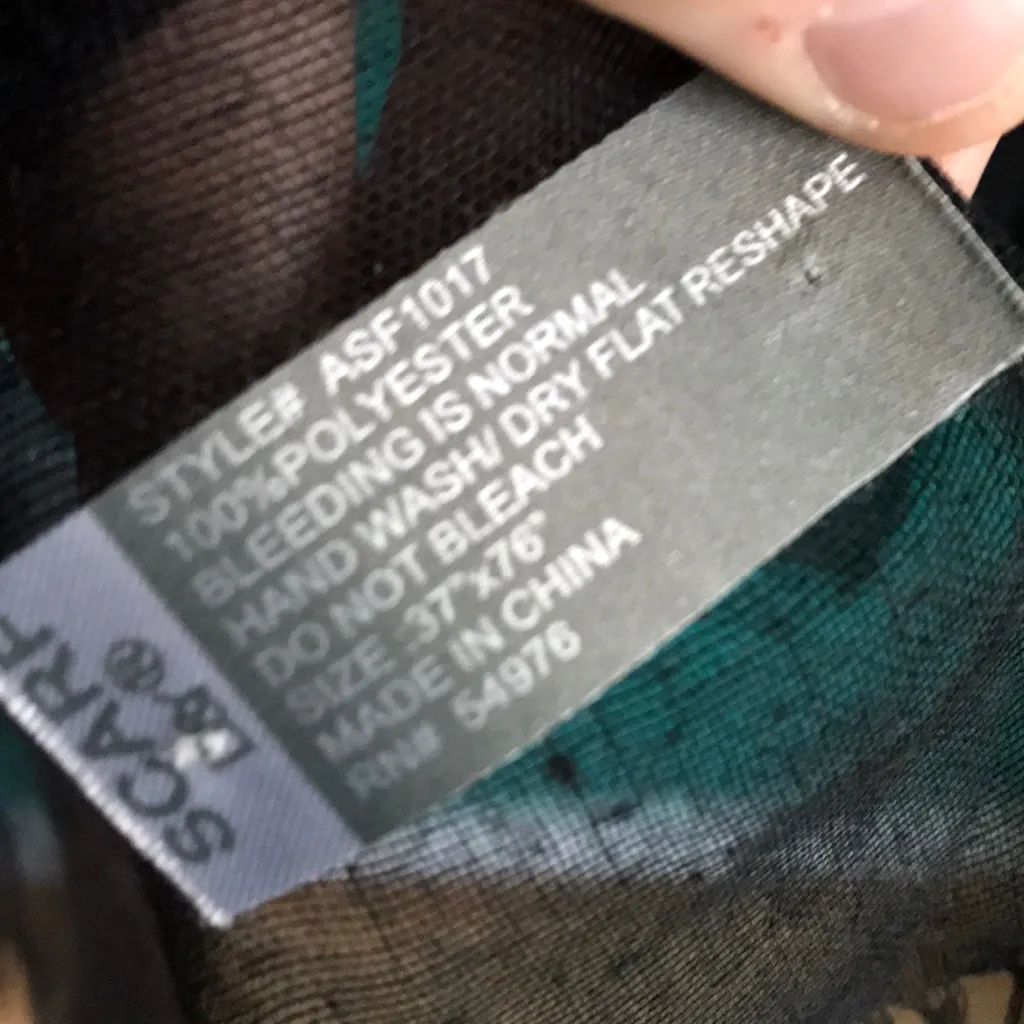 STYLE# ASF1017
100%POLYESTER
BLEEDING IS NORMAL
HAND WASH/ DRY FLAT RESHAPE
DO NOT BLEACH
SIZE 37"x76"
MADE IN CHINA
RN# 54976
SCARF